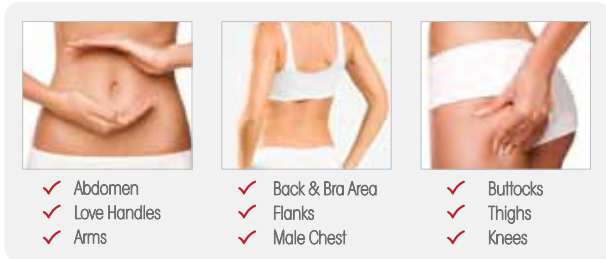 Abdomen
Love Handles
Arms
Back & Bra Area
Flanks
Male Chest
Buttocks
Thighs
Knees